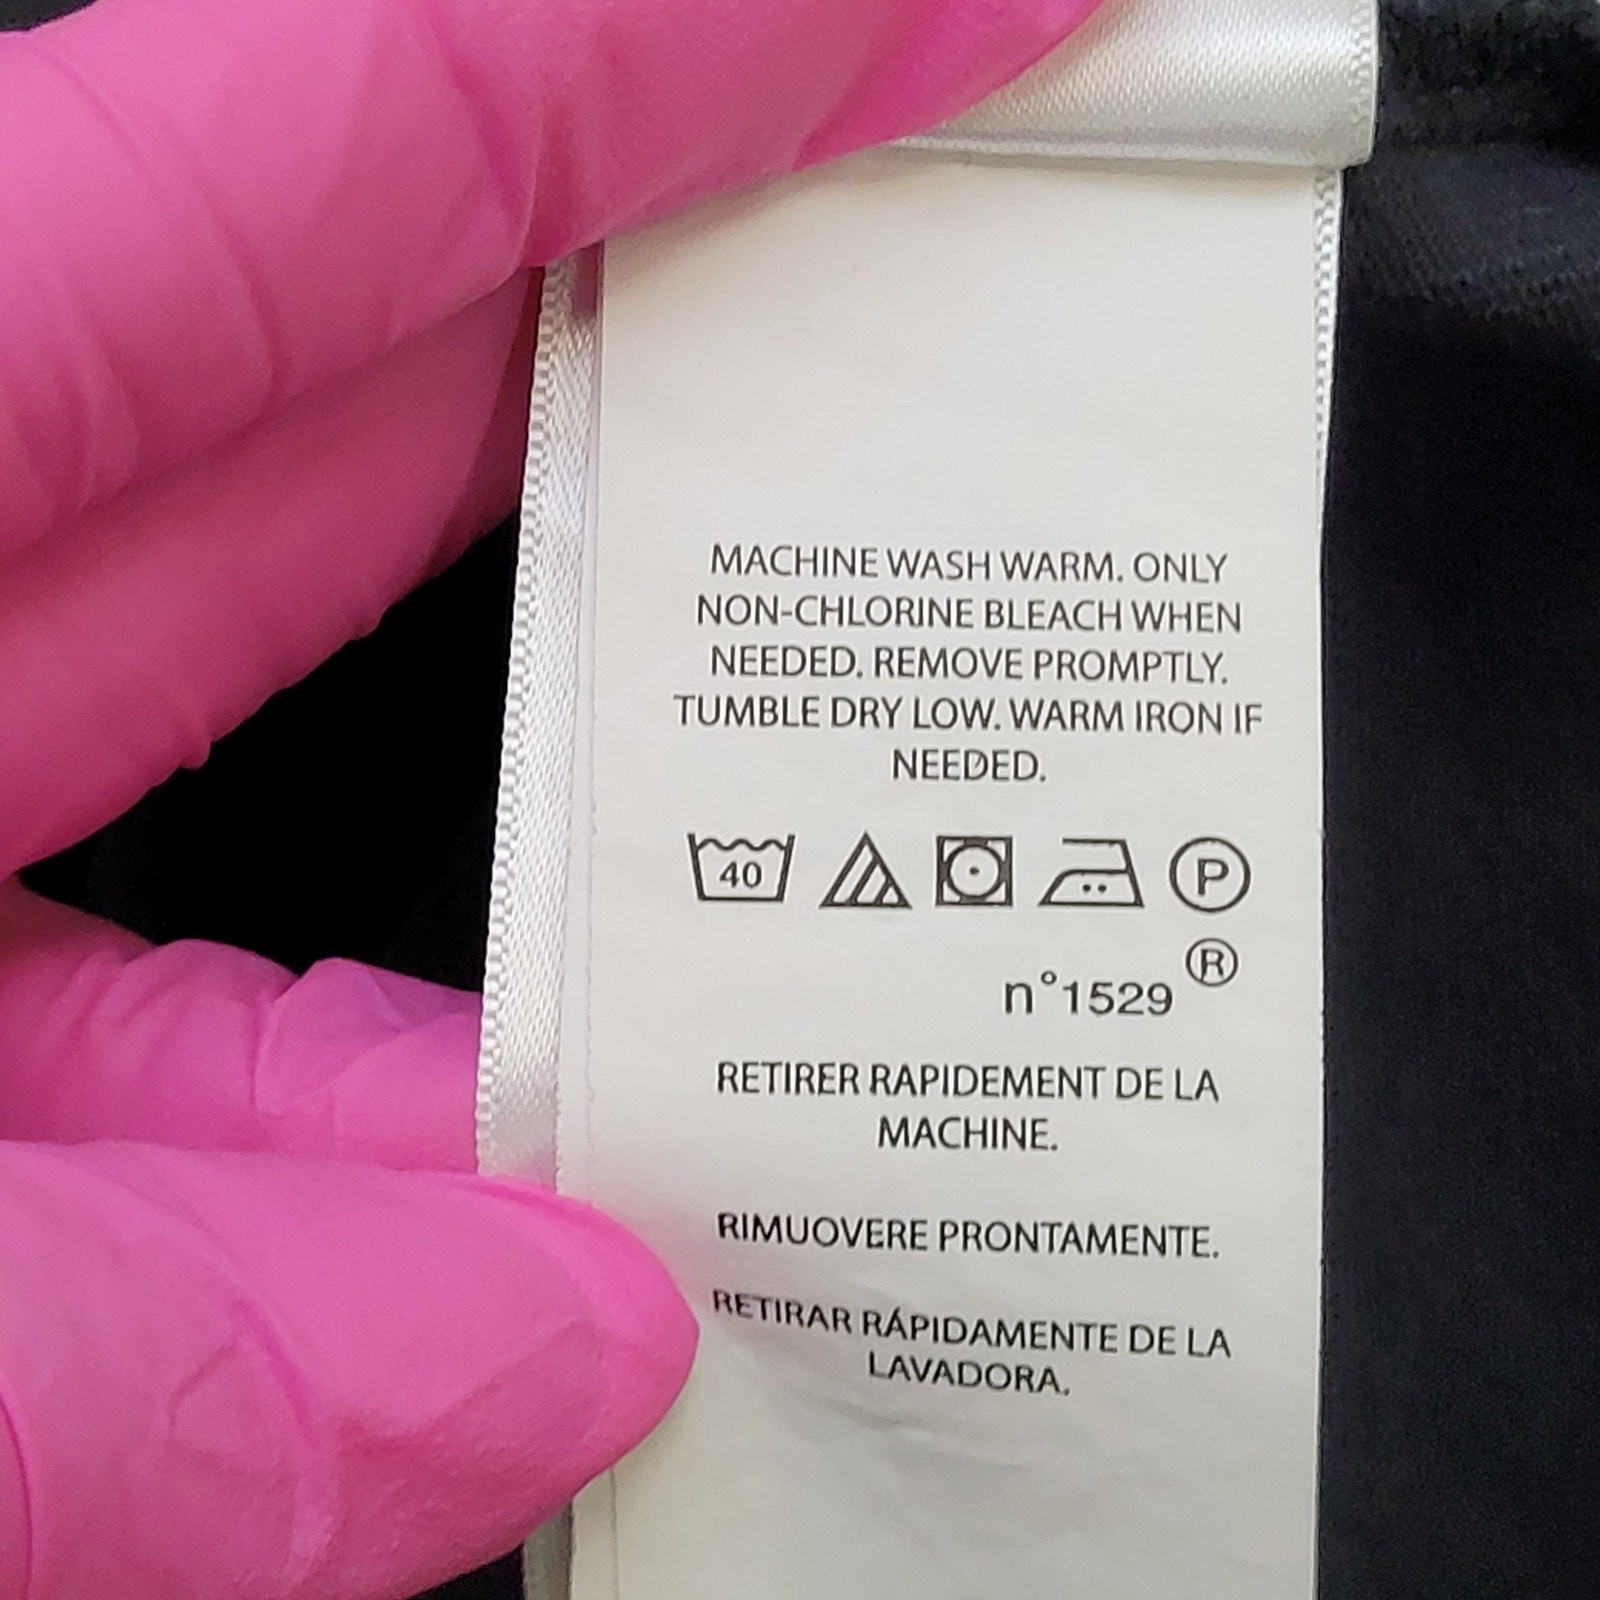 MACHINE WASH WARM. ONLY
NON-CHLORINE BLEACH WHEN
NEEDED. REMOVE PROMPTLY.
TUMBLE DRY LOW. WARM IRON IF
NEEDED.
40 P
n°1529 ®
RETIRER RAPIDEMENT DE LA
MACHINE.
RIMUOVERE PRONTAMENTE.
RETIRAR RÁPIDAMENTE DE LA
LAVADORA.